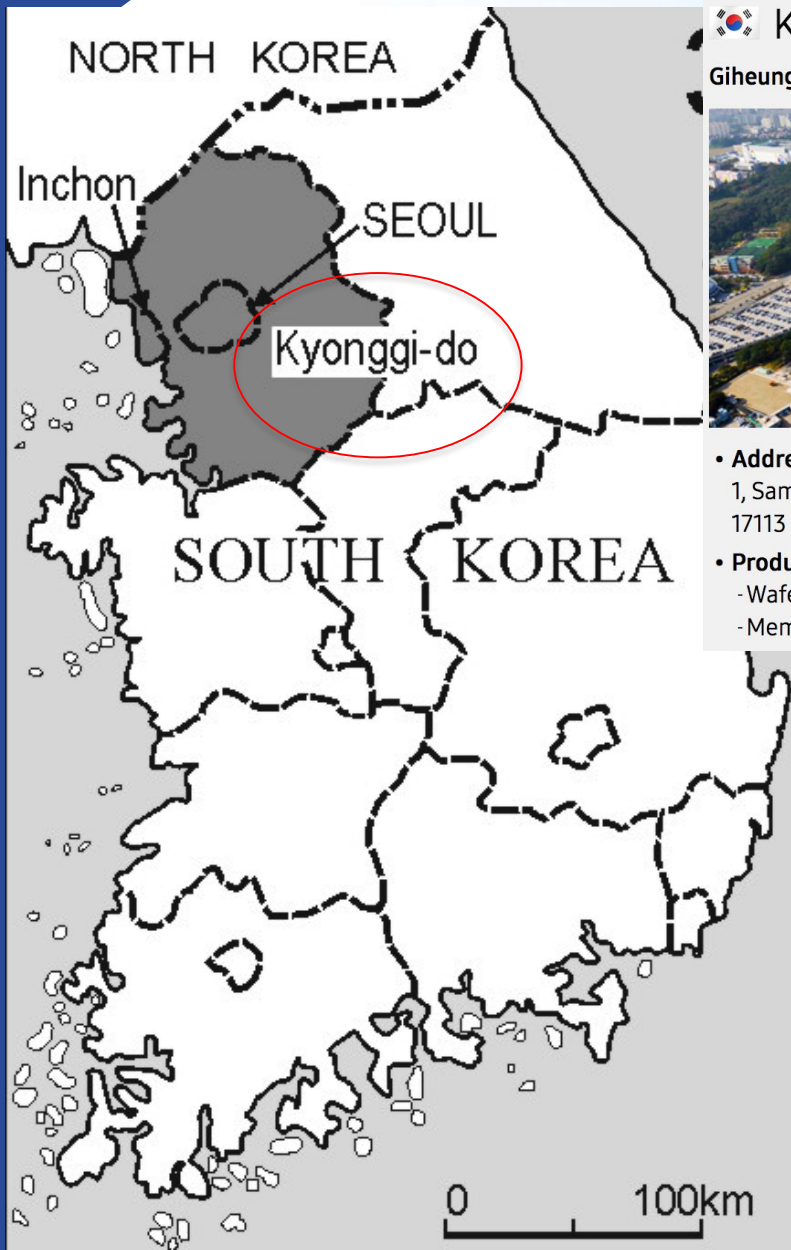 NORTH KOREA
Inchon
SEOUL
Kyonggi-do
SOUTH KOREA
0 100km
K
Giheung
• Addre
1, Sam
17113
• Produ
- Wafe
- Mem